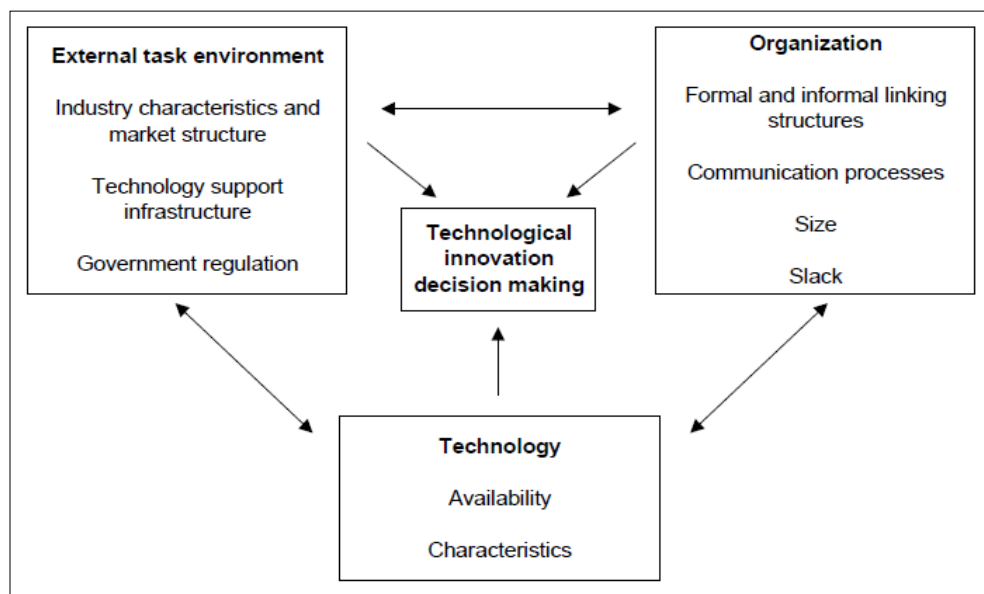 External task environment
Industry characteristics and
market structure
Technology support
infrastructure
Government regulation
Organization
Formal and informal linking
structures
Communication processes
Size
Slack
Technological
innovation
decision making
Technology
Availability
Characteristics